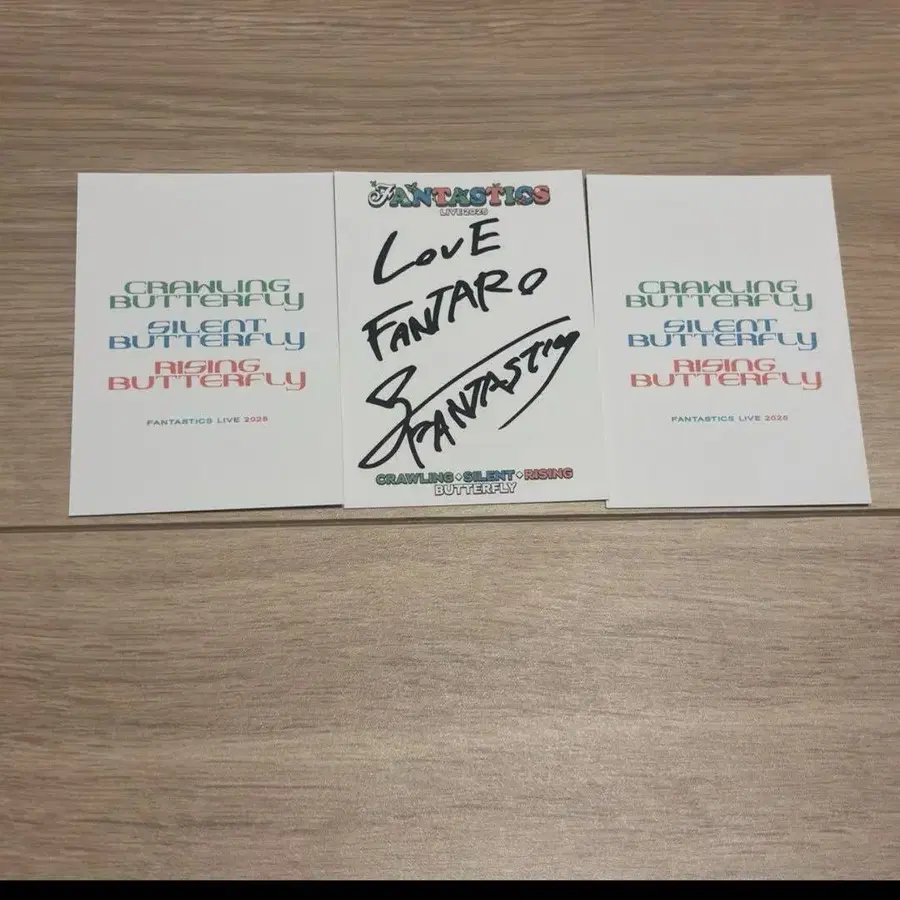 CRAWLING
BUTTERFLY
SILENT
BUTTERFLY
RISING
BUTTERFLY
FANTASTICS LIVE 2025
FANTASTICS
LIVE2025
LOVE
FANTARO
FANTASTICS
CRAWLING◆SILENT◆RISING
BUTTERFLY
CRAWLING
BUTTERFLY
SILENT
BUTTERFLY
RISING
BUTTERFLY
FANTASTICS LIVE 2025